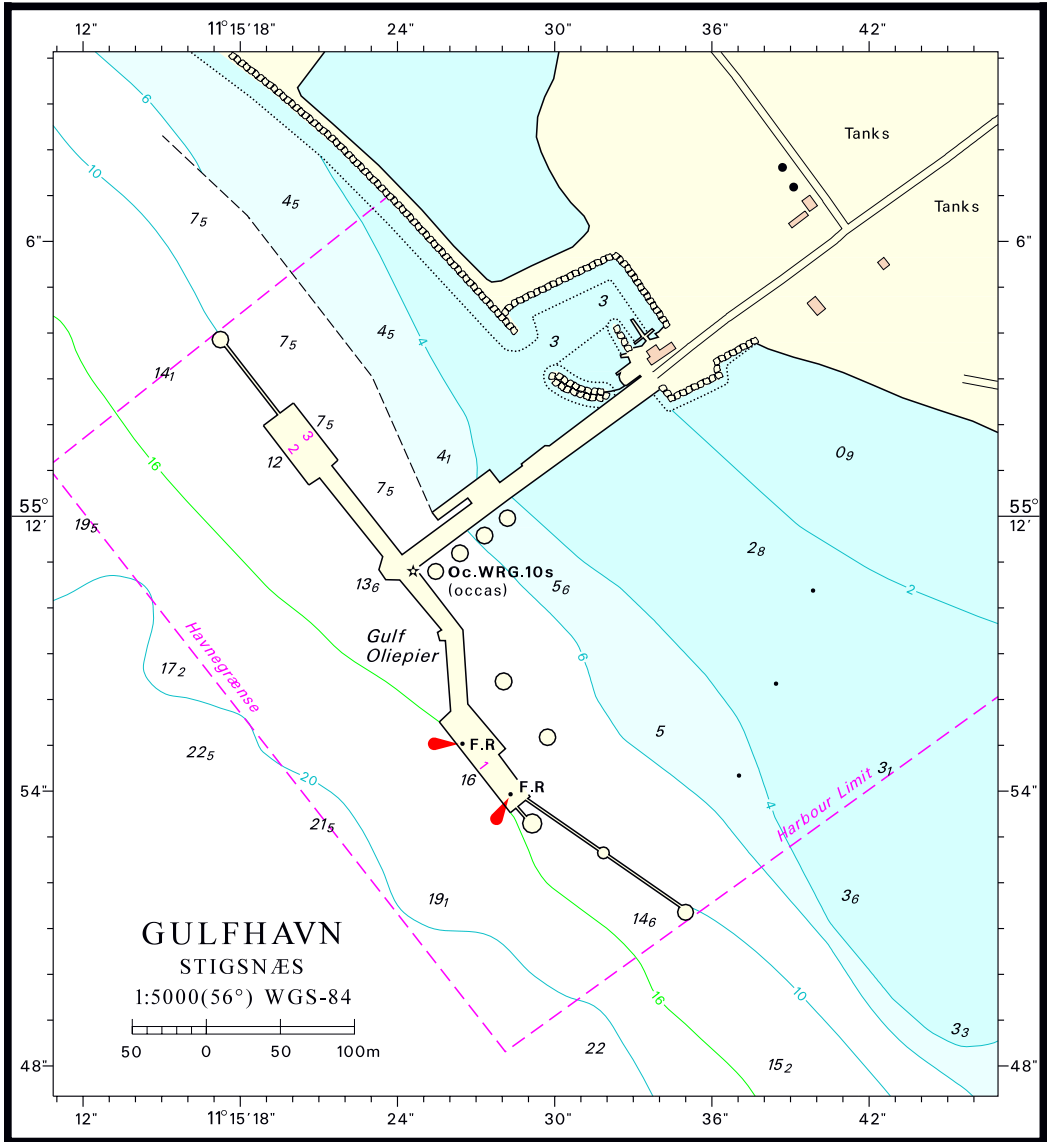 12" 11°15'18" 24" 30" 36" 42"
6
10
4₅
7₅
Tanks
Tanks
6" 6"
3
3
4₅
4
7₅
14₁
7₅
3
2
12
16
4₁
7₅
0₉
55° 55°
12' 12'
19₅
2₈
Oc.WRG.10s
(occas)
13₆
5₆
2
Gulf
Oliepier
Havnegrænse
6
17₂
5
22₅
F.R
1
16
F.R
3₁
20
54" 54"
4
Harbour Limit
21₅
19₁
14₆
3₆
GULFHAVN
STIGSNÆS
1:5000(56°) WGS-84
50 0 50 100m
16
10
3₃
22
15₂
48" 48"
12" 11°15'18" 24" 30" 36" 42"